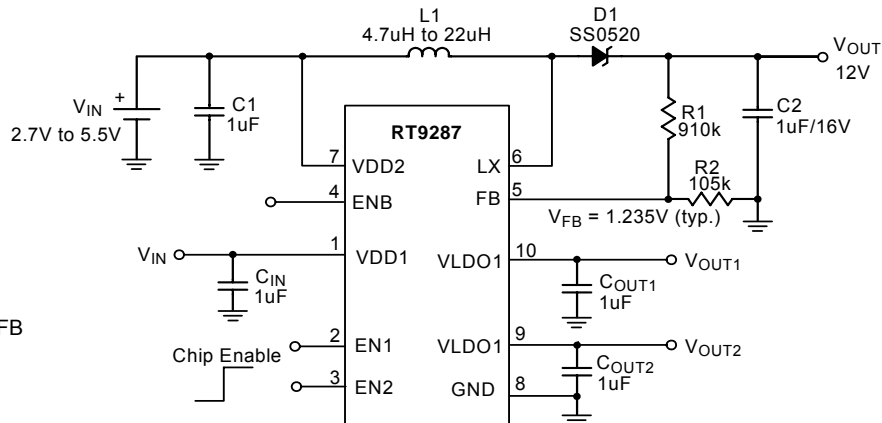 L1
4.7uH to 22uH
D1
SS0520
VOUT
12V
VIN
+
2.7V to 5.5V
C1
1uF
RT9287
R1
910k
C2
1uF/16V
7
VDD2
LX
6
4
ENB
FB
5
R2
105k
VFB = 1.235V (typ.)
VIN
1
VDD1
CIN
1uF
VLDO1
10
VOUT1
COUT1
1uF
FB
Chip Enable
2
EN1
VLDO1
9
VOUT2
3
EN2
COUT2
1uF
GND
8